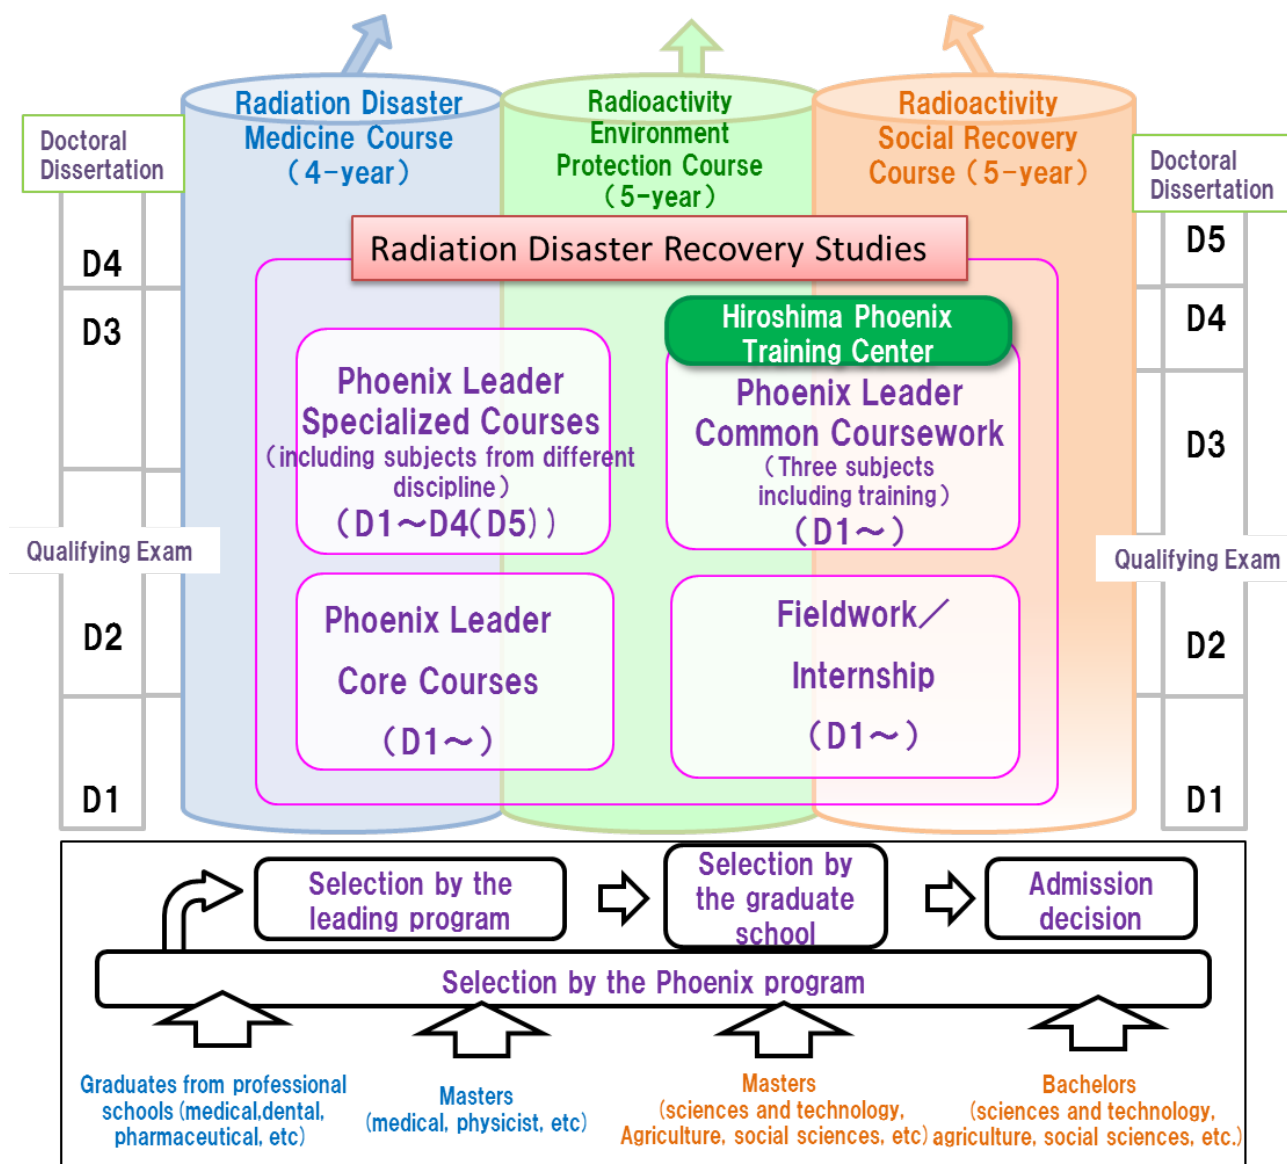 Radiation Disaster
Medicine Course
(4-year)
Radioactivity
Environment
Protection Course
(5-year)
Radioactivity
Social Recovery
Course (5-year)
Doctoral
Dissertation
D4
D3
Qualifying Exam
D2
D1
Doctoral
Dissertation
D5
D4
D3
Qualifying Exam
D2
D1
Radiation Disaster Recovery Studies
Phoenix Leader
Specialized Courses
(including subjects from different
discipline)
(D1~D4(D5))
Hiroshima Phoenix
Training Center
Phoenix Leader
Common Coursework
(Three subjects
including training)
(D1~)
Phoenix Leader
Core Courses
(D1~)
Fieldwork/
Internship
(D1~)
Selection by the
leading program
Selection by
the graduate
school
Admission
decision
Selection by the Phoenix program
Graduates from professional
schools (medical,dental,
pharmaceutical, etc)
Masters
(medical, physicist, etc)
Masters
(sciences and technology,
Agriculture, social sciences, etc)
Bachelors
(sciences and technology,
agriculture, social sciences, etc.)